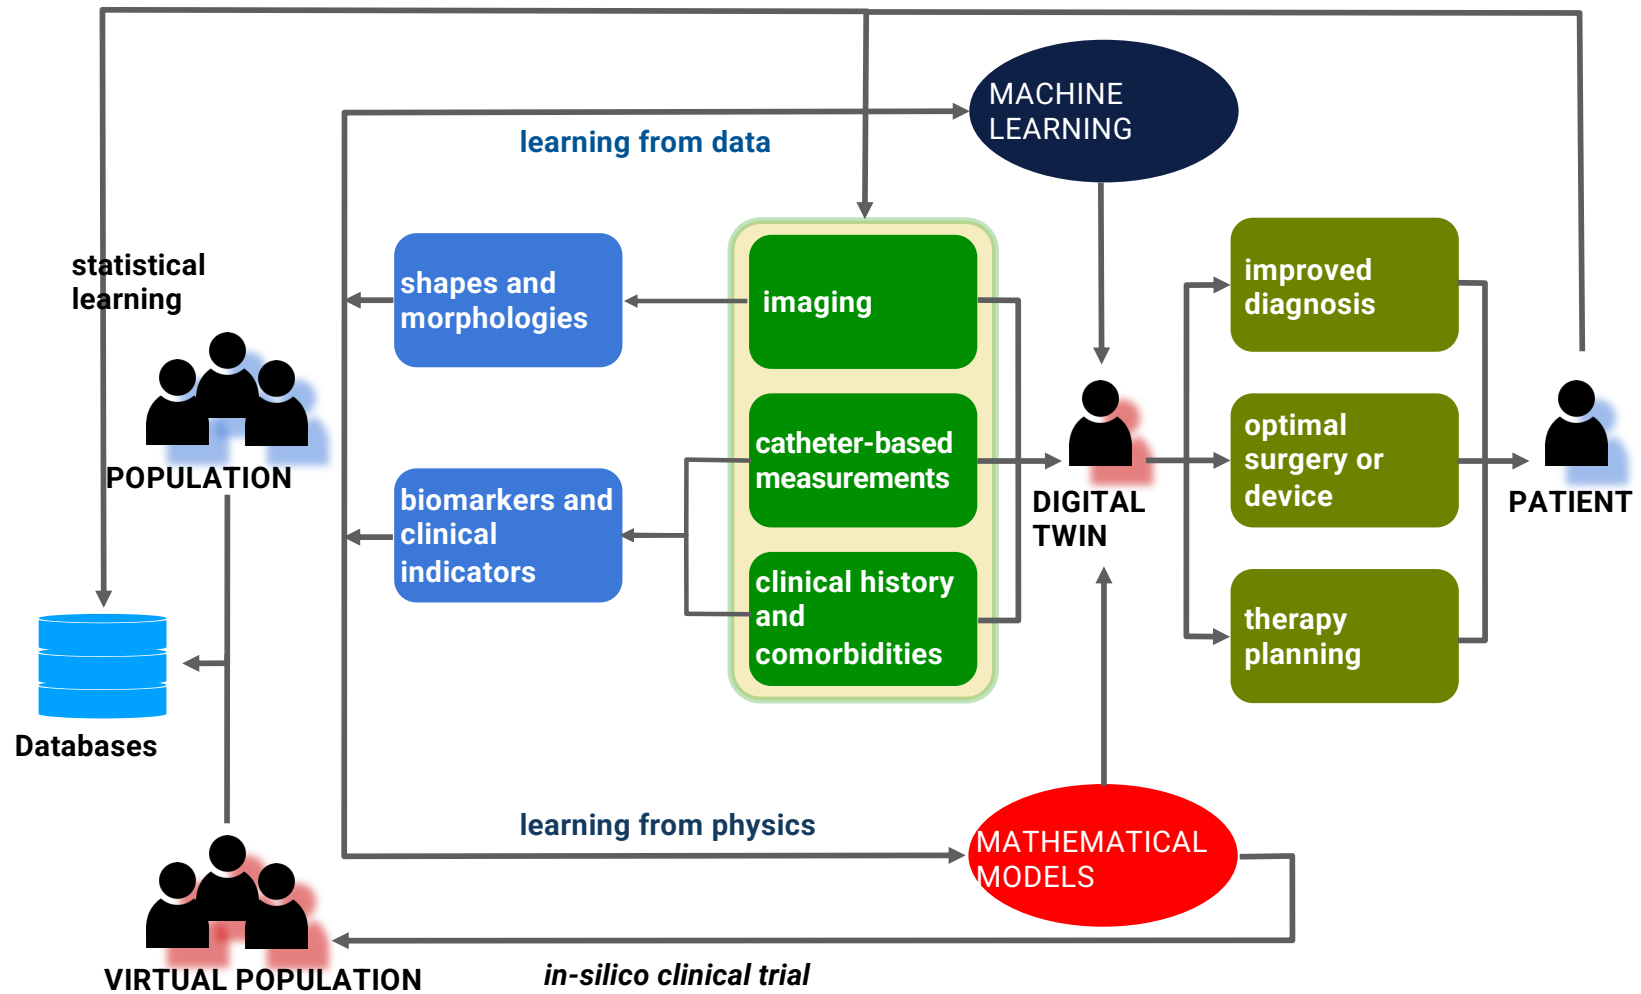 MACHINE
LEARNING
learning from data
statistical
learning
shapes and
morphologies
imaging
improved
diagnosis
catheter-based
measurements
optimal
surgery or
device
POPULATION
biomarkers and
clinical
indicators
DIGITAL
TWIN
PATIENT
clinical history
and
comorbidities
therapy
planning
Databases
learning from physics
MATHEMATICAL
MODELS
VIRTUAL POPULATION
in-silico clinical trial